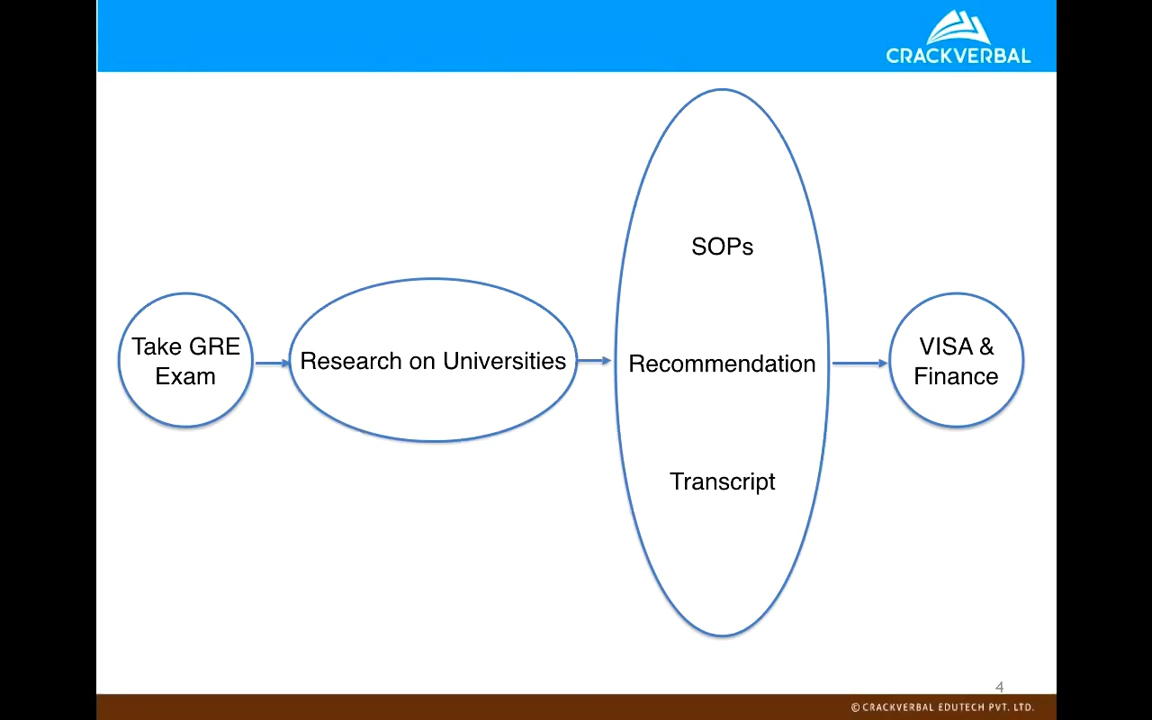 CRACKVERBAL
Take GRE
Exam
Research on Universities
SOPs
Recommendation
Transcript
VISA &
Finance
4
© CRACKVERBAL EDUTECH PVT. LTD.